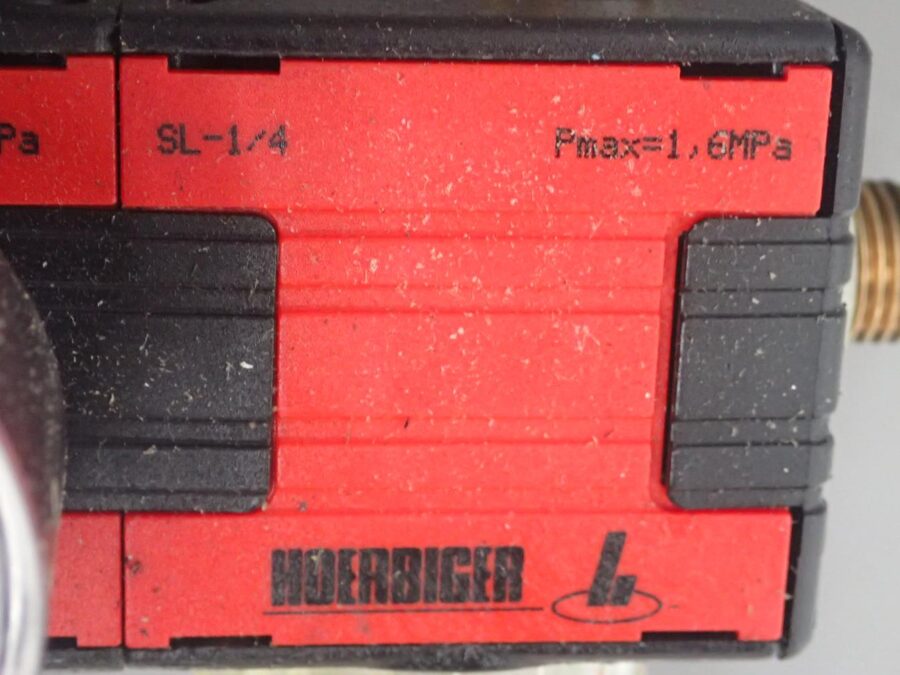 Pa
SL-1/4
Pmax=1,6MPa
HOERBIGER